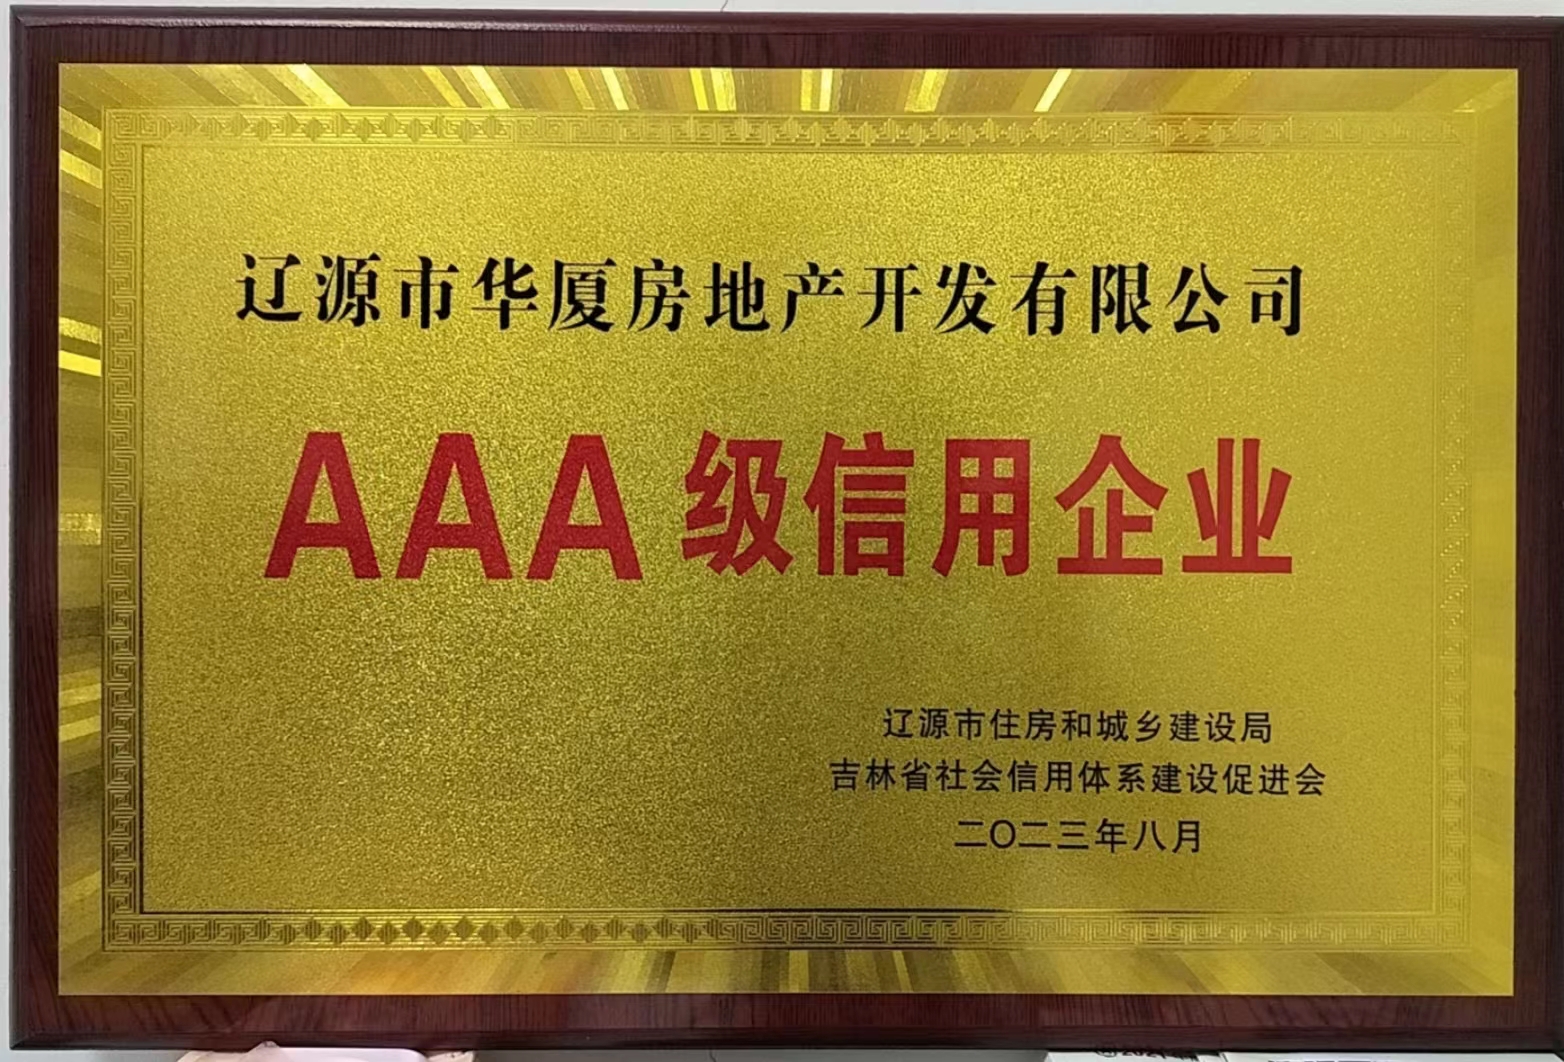 辽源市华厦房地产开发有限公司
AAA级信用企业
辽源市住房和城乡建设局
吉林省社会信用体系建设促进会
二〇二三年八月